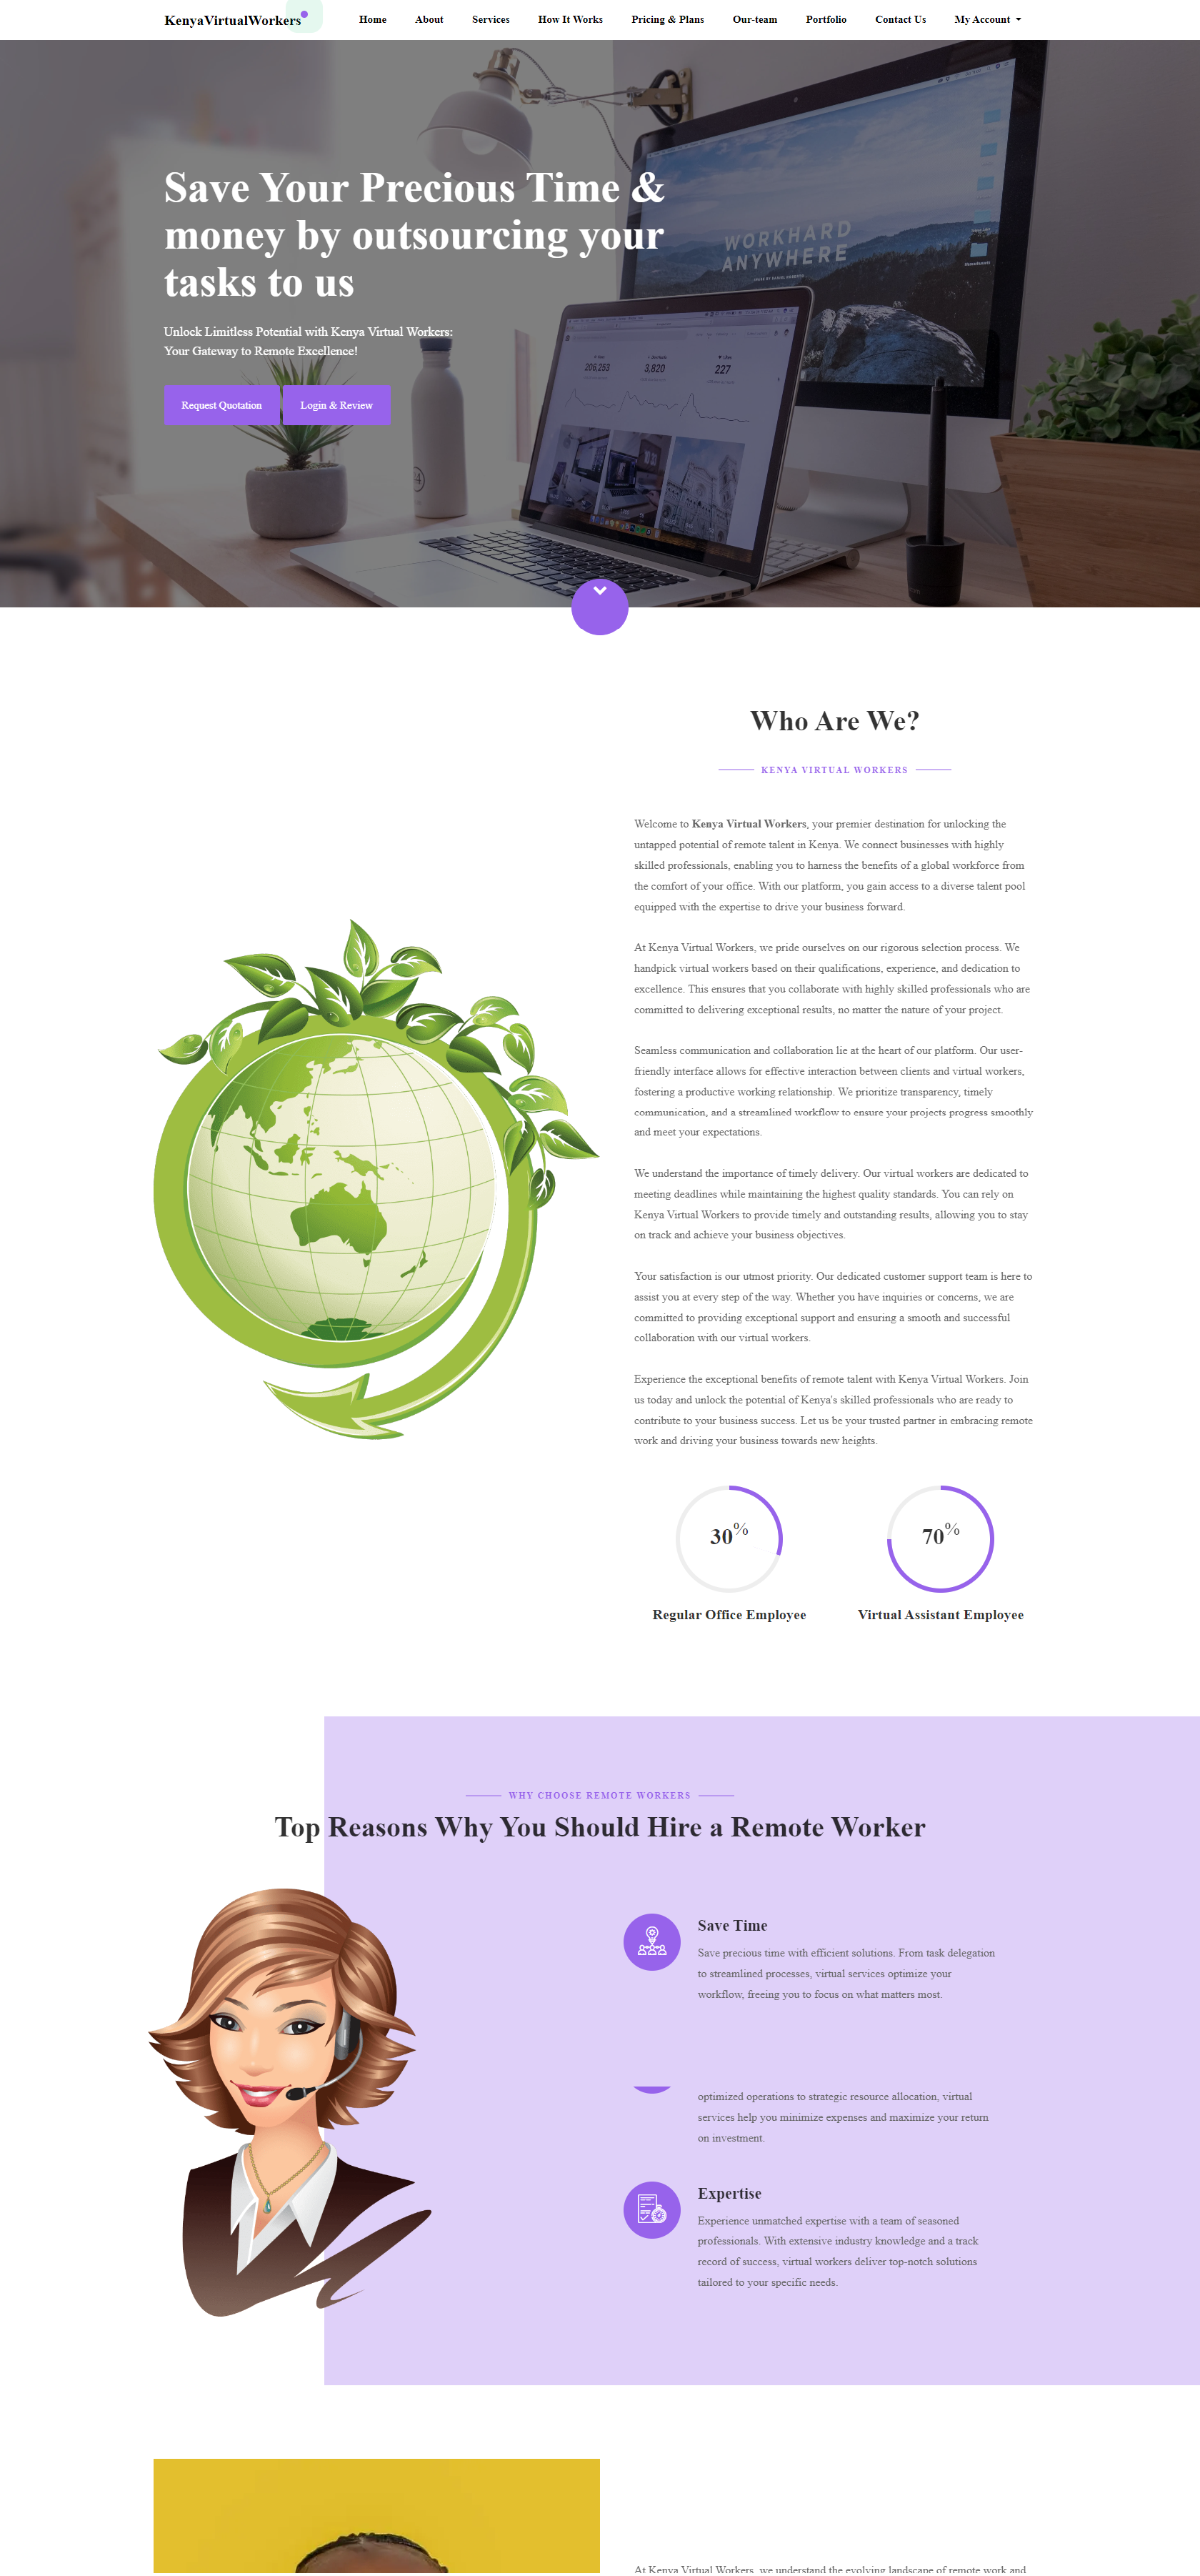 KenyaVirtualWorkers
Home About Services How It Works Pricing & Plans Our-team Portfolio Contact Us My Account
Save Your Precious Time &
money by outsourcing your
tasks to us
Unlock Limitless Potential with Kenya Virtual Workers:
Your Gateway to Remote Excellence!
Request Quotation Login & Review
WORKHARD
ANYWHERE
206,253 3,820 227
Who Are We?
KENYA VIRTUAL WORKERS
Welcome to Kenya Virtual Workers, your premier destination for unlocking the
untapped potential of remote talent in Kenya. We connect businesses with highly
skilled professionals, enabling you to harness the benefits of a global workforce from
the comfort of your office. With our platform, you gain access to a diverse talent pool
equipped with the expertise to drive your business forward.
At Kenya Virtual Workers, we pride ourselves on our rigorous selection process. We
handpick virtual workers based on their qualifications, experience, and dedication to
excellence. This ensures that you collaborate with highly skilled professionals who are
committed to delivering exceptional results, no matter the nature of your project.
Seamless communication and collaboration lie at the heart of our platform. Our user-
friendly interface allows for effective interaction between clients and virtual workers,
fostering a productive working relationship. We prioritize transparency, timely
communication, and a streamlined workflow to ensure your projects progress smoothly
and meet your expectations.
We understand the importance of timely delivery. Our virtual workers are dedicated to
meeting deadlines while maintaining the highest quality standards. You can rely on
Kenya Virtual Workers to provide timely and outstanding results, allowing you to stay
on track and achieve your business objectives.
Your satisfaction is our utmost priority. Our dedicated customer support team is here to
assist you at every step of the way. Whether you have inquiries or concerns, we are
committed to providing exceptional support and ensuring a smooth and successful
collaboration with our virtual workers.
Experience the exceptional benefits of remote talent with Kenya Virtual Workers. Join
us today and unlock the potential of Kenya's skilled professionals who are ready to
contribute to your business success. Let us be your trusted partner in embracing remote
work and driving your business towards new heights.
30% 70%
Regular Office Employee Virtual Assistant Employee
WHY CHOOSE REMOTE WORKERS
Top Reasons Why You Should Hire a Remote Worker
Save Time
Save precious time with efficient solutions. From task delegation
to streamlined processes, virtual services optimize your
workflow, freeing you to focus on what matters most.
optimized operations to strategic resource allocation, virtual
services help you minimize expenses and maximize your return
on investment.
Expertise
Experience unmatched expertise with a team of seasoned
professionals. With extensive industry knowledge and a track
record of success, virtual workers deliver top-notch solutions
tailored to your specific needs.
At Kenya Virtual Workers, we understand the evolving landscape of remote work and